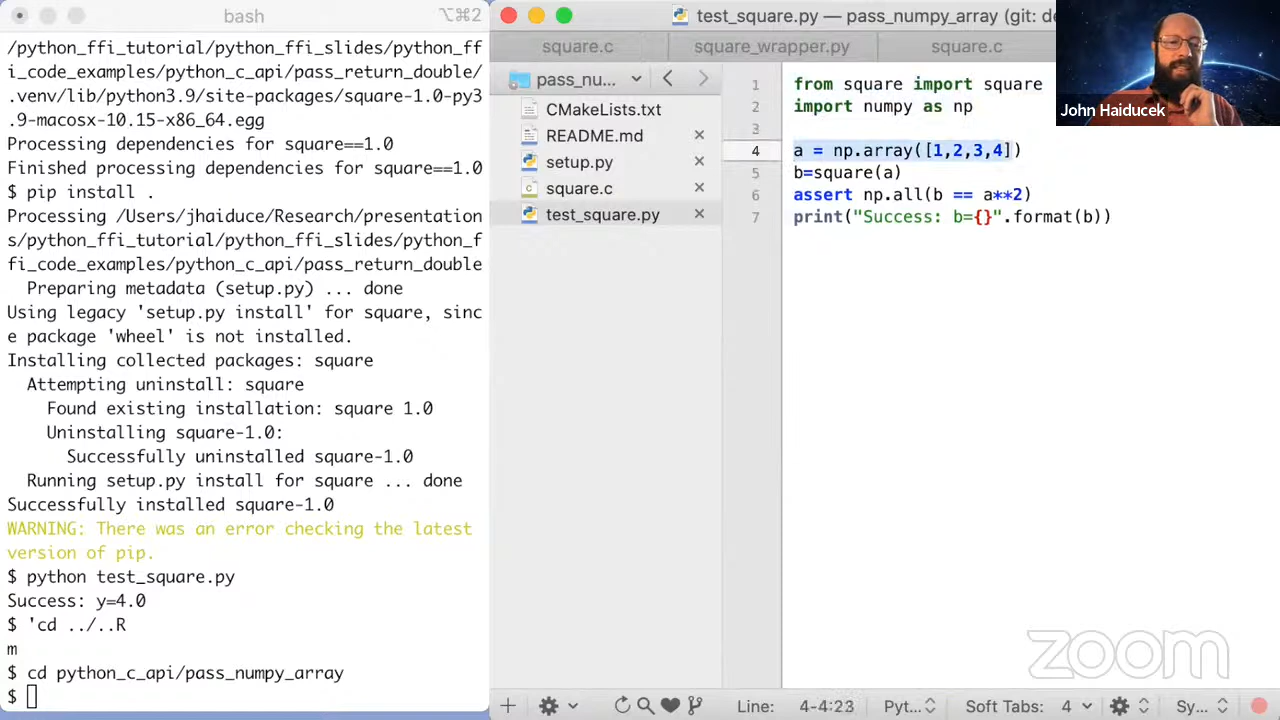 bash
⌥⌘2
/python_ffi_tutorial/python_ffi_slides/python_ff
i_code_examples/python_c_api/pass_return_double/
.venv/lib/python3.9/site-packages/square-1.0-py3
.9-macosx-10.15-x86_64.egg
Processing dependencies for square==1.0
Finished processing dependencies for square==1.0
$ pip install .
Processing /Users/jhaiduce/Research/presentation
s/python_ffi_tutorial/python_ffi_slides/python_f
fi_code_examples/python_c_api/pass_return_double
Preparing metadata (setup.py) ... done
Using legacy 'setup.py install' for square, sinc
e package 'wheel' is not installed.
Installing collected packages: square
Attempting uninstall: square
Found existing installation: square 1.0
Uninstalling square-1.0:
Successfully uninstalled square-1.0
Running setup.py install for square ... done
Successfully installed square-1.0
WARNING: There was an error checking the latest
version of pip.
$ python test_square.py
Success: y=4.0
$ 'cd ../..R
m
$ cd python_c_api/pass_numpy_array
$
test_square.py — pass_numpy_array (git: de
square.c
square_wrapper.py
square.c
pass_nu...
CMakeLists.txt
README.md
setup.py
square.c
test_square.py
1 from square import square
2 import numpy as np
3
4 a = np.array([1,2,3,4])
5 b=square(a)
6 assert np.all(b == a**2)
7 print("Success: b={}".format(b))
John Haiducek
zoom
Line: 4-4:23
Pyt...
Soft Tabs: 4
Sy...